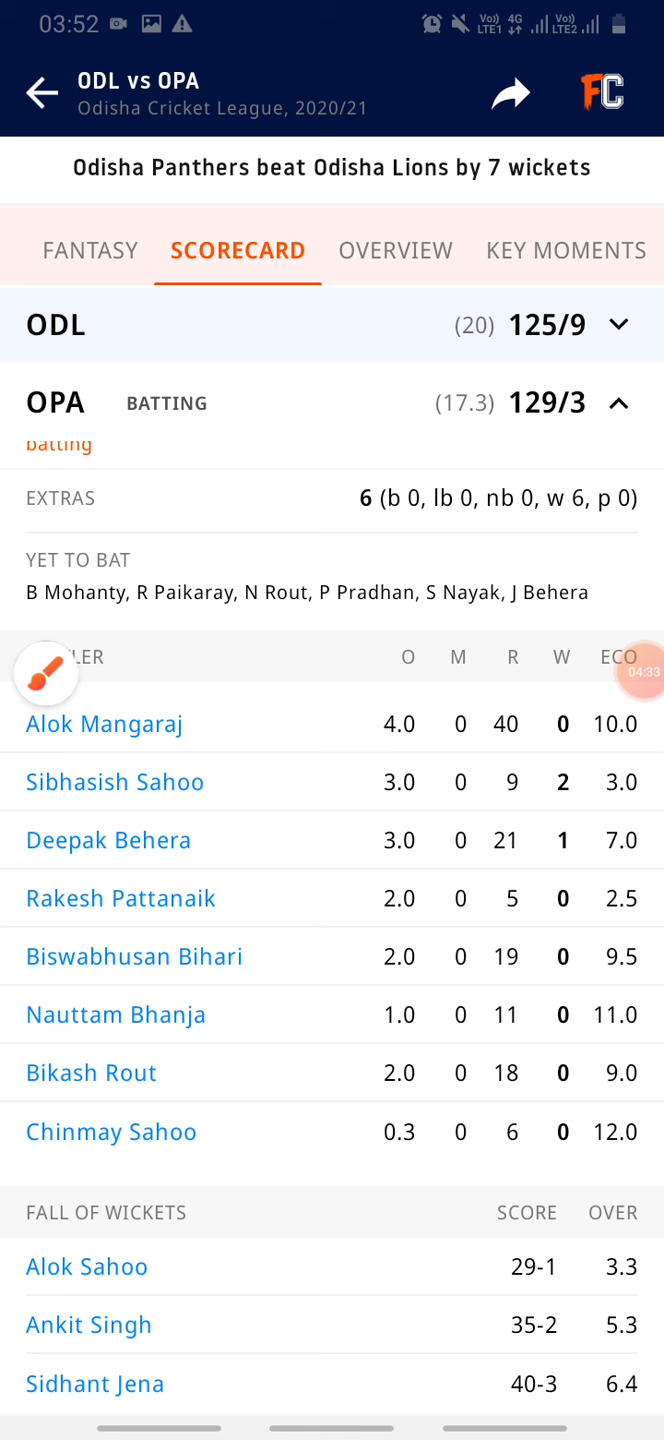 03:52 Voo) LTE1 4G Voo) LTE2
ODL vs OPA
Odisha Cricket League, 2020/21
FC
Odisha Panthers beat Odisha Lions by 7 wickets
FANTASY SCORECARD OVERVIEW KEY MOMENTS
ODL (20) 125/9
OPA BATTING (17.3) 129/3
batting
EXTRAS 6 (b 0, lb 0, nb 0, w 6, p 0)
YET TO BAT
B Mohanty, R Paikaray, N Rout, P Pradhan, S Nayak, J Behera
LER O M R W ECO
04:33
Alok Mangaraj 4.0 0 40 0 10.0
Sibhasish Sahoo 3.0 0 9 2 3.0
Deepak Behera 3.0 0 21 1 7.0
Rakesh Pattanaik 2.0 0 5 0 2.5
Biswabhusan Bihari 2.0 0 19 0 9.5
Nauttam Bhanja 1.0 0 11 0 11.0
Bikash Rout 2.0 0 18 0 9.0
Chinmay Sahoo 0.3 0 6 0 12.0
FALL OF WICKETS SCORE OVER
Alok Sahoo 29-1 3.3
Ankit Singh 35-2 5.3
Sidhant Jena 40-3 6.4